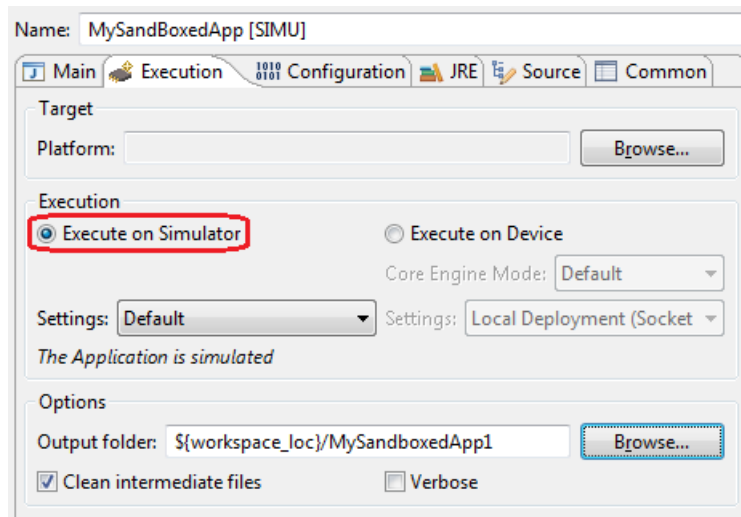 Name: MySandBoxedApp [SIMU]
Main Execution 1010 0101 Configuration JRE Source Common
Target
Platform: Browse...
Execution
Execute on Simulator Execute on Device
Core Engine Mode: Default
Settings: Default Settings: Local Deployment (Socket
The Application is simulated
Options
Output folder: ${workspace_loc}/MySandboxedApp1 Browse...
Clean intermediate files Verbose